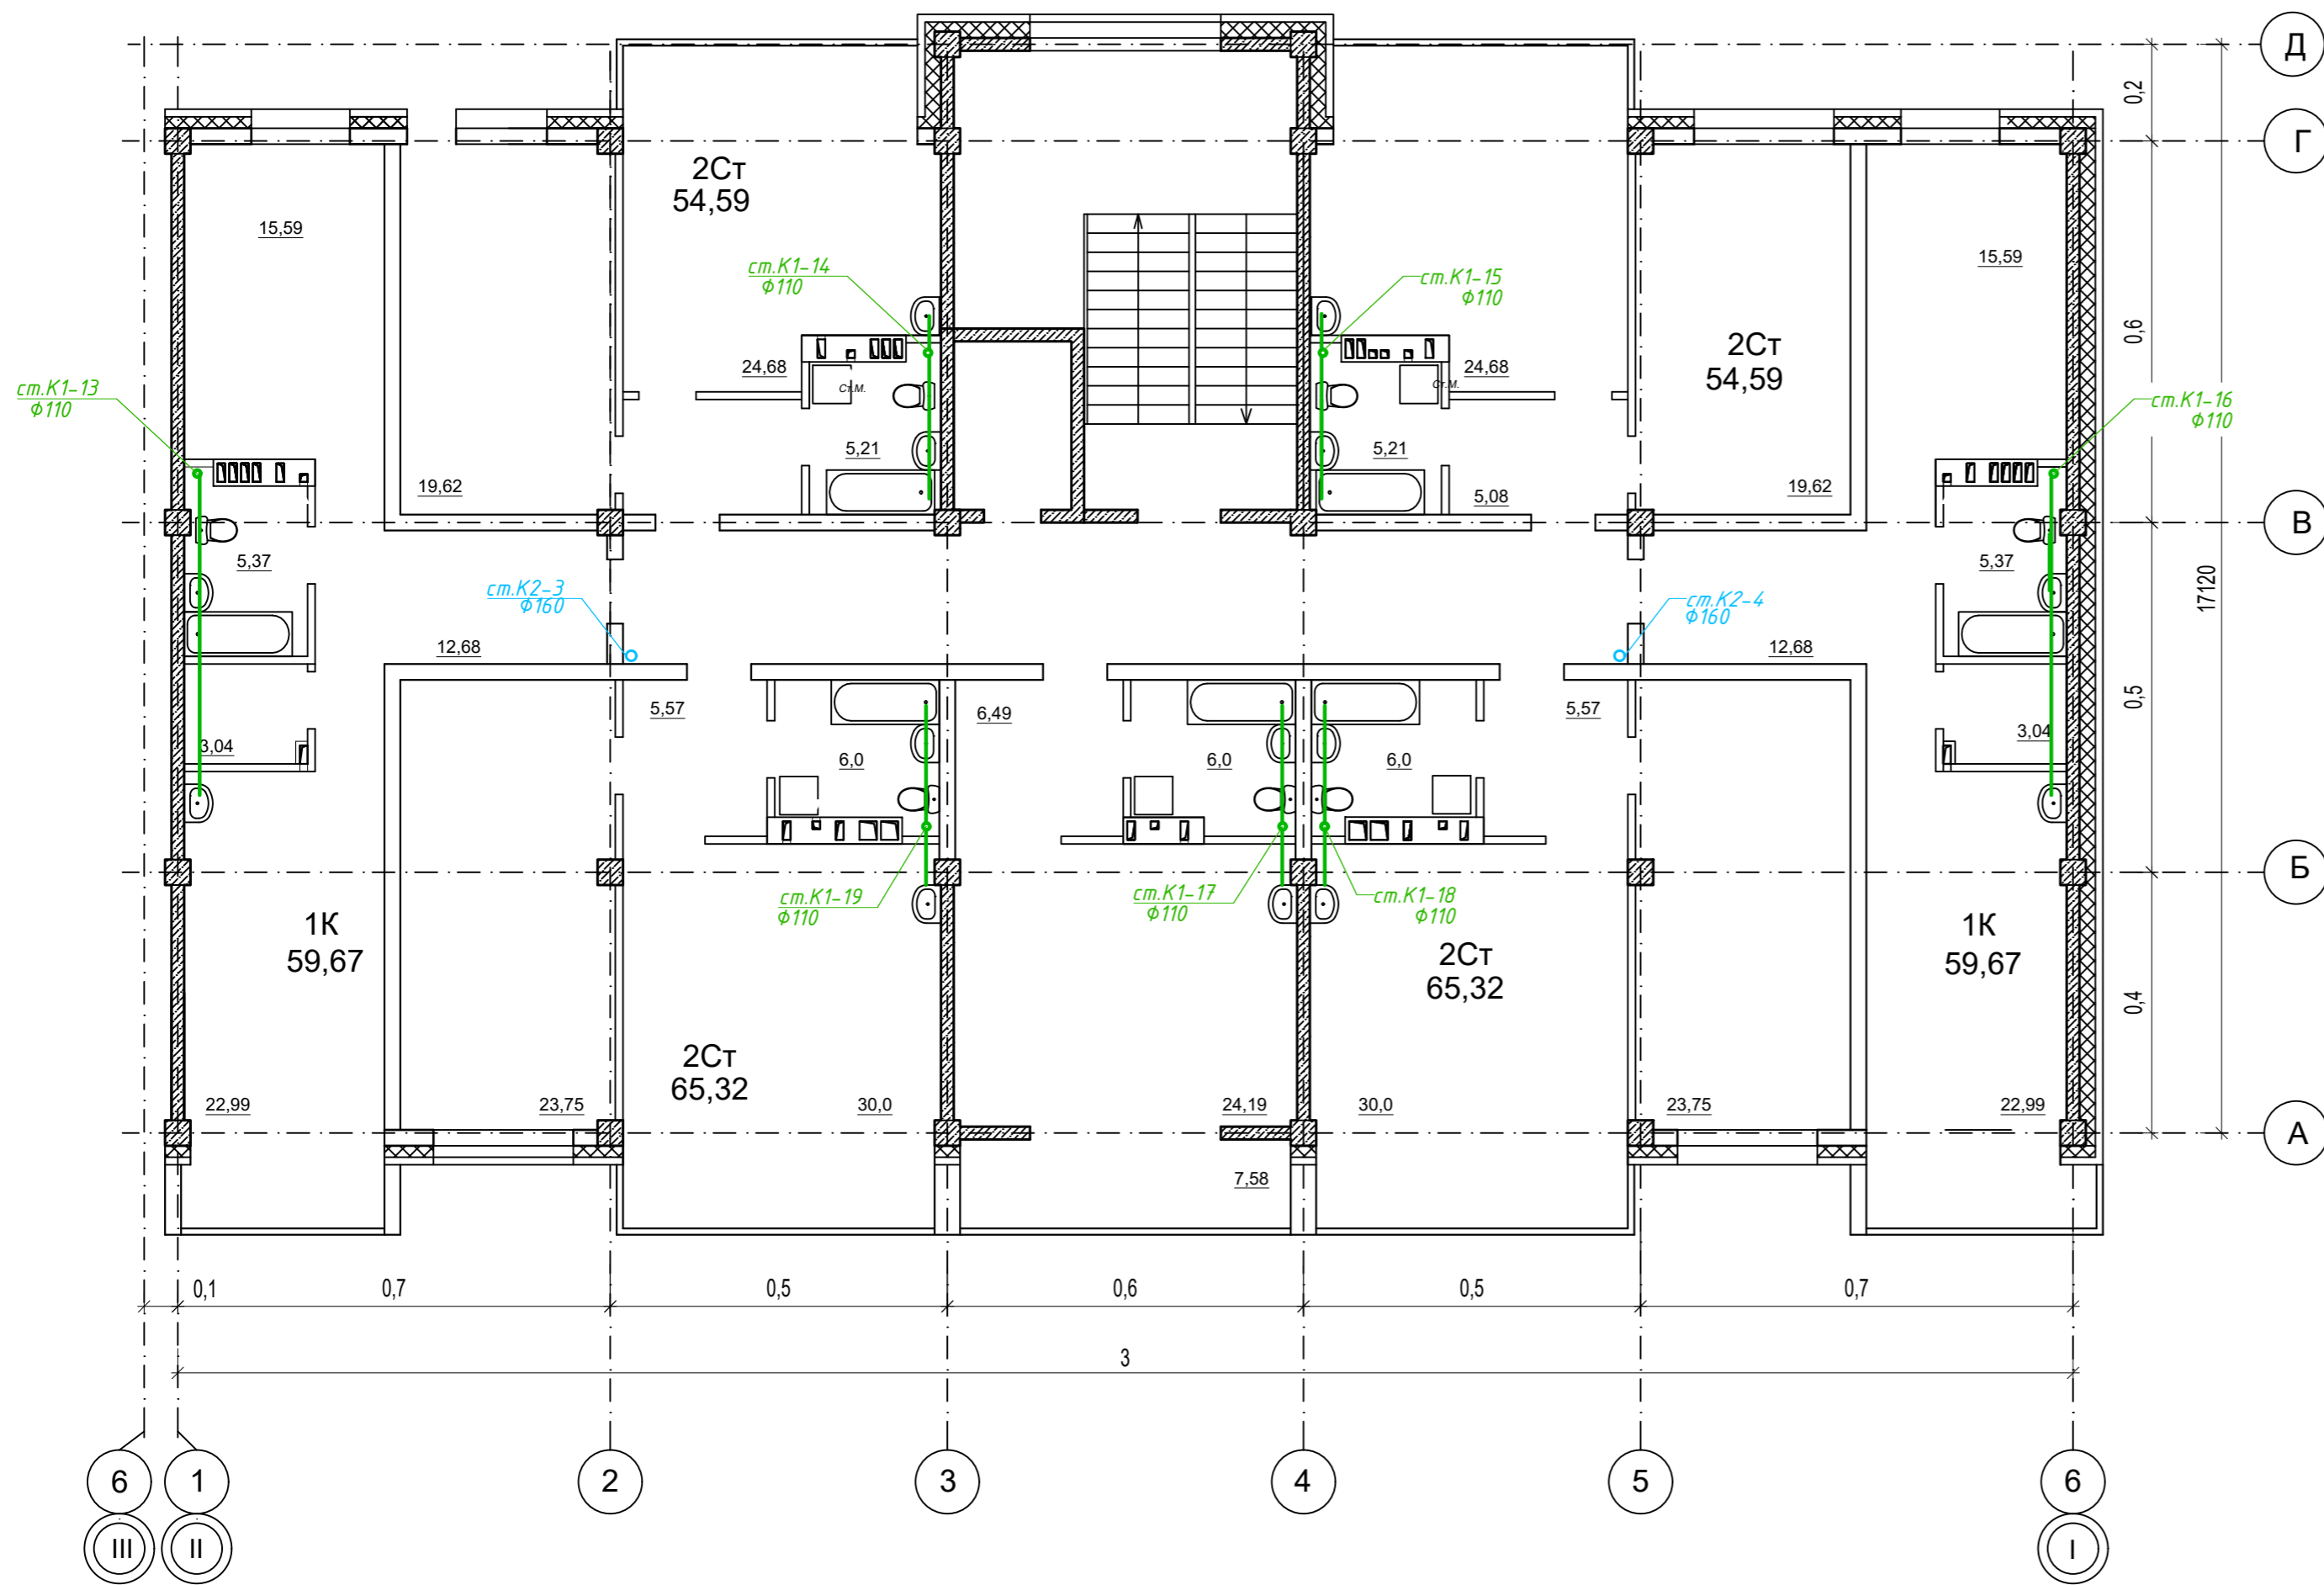 Д
0,2
Г
2Ст
54,59
15,59
15,59
ст.К1-14
Ф110
ст.К1-15
Ф110
0,6
2Ст
54,59
24,68
24,68
Ст.М.
Ст.М.
ст.К1-13
Ф110
ст.К1-16
Ф110
5,21
5,21
19,62
5,08
19,62
В
5,37
5,37
17120
ст.К2-3
Ф160
ст.К2-4
Ф160
12,68
12,68
5,57
6,49
5,57
0,5
3,04
6,0
6,0
6,0
3,04
Б
ст.К1-19
Ф110
ст.К1-17
Ф110
ст.К1-18
Ф110
1К
59,67
2Ст
65,32
1К
59,67
0,4
2Ст
65,32
22,99
23,75
30,0
24,19
30,0
23,75
22,99
А
7,58
0,1
0,7
0,5
0,6
0,5
0,7
3
6
1
2
3
4
5
6
III
II
I